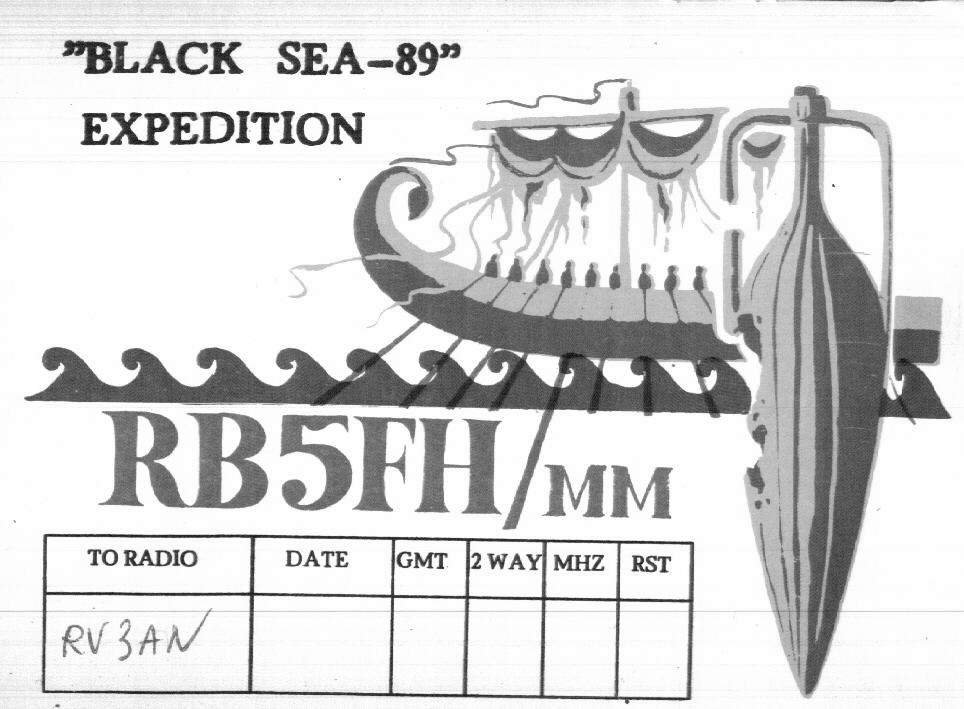 "BLACK SEA-89"
EXPEDITION
RB5FH/MM
TO RADIO DATE GMT 2 WAY MHZ RST
RV3AN